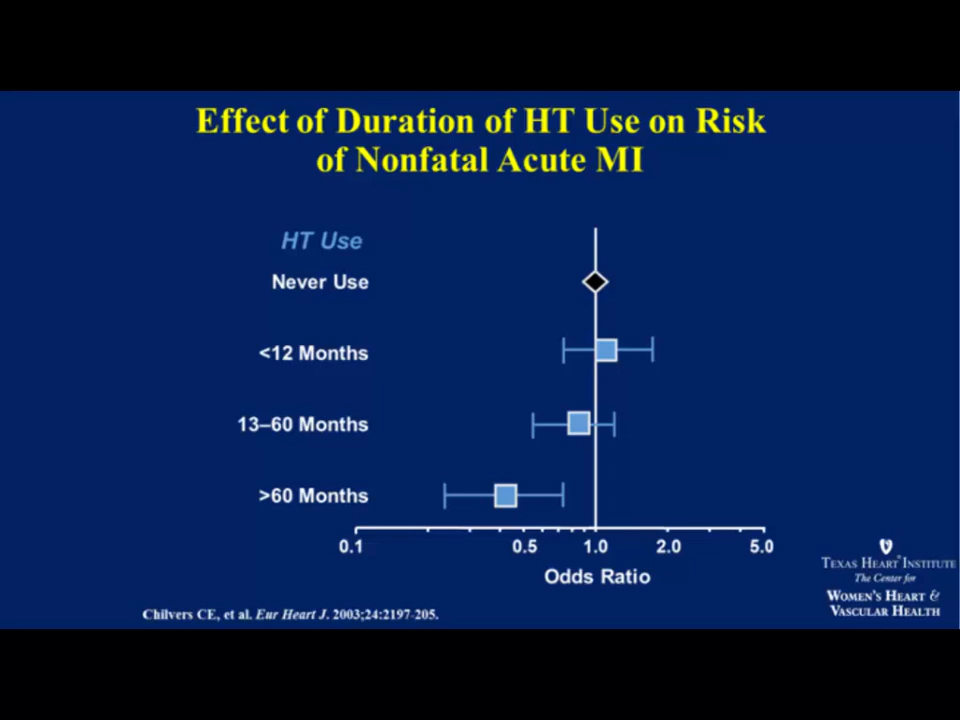 Effect of Duration of HT Use on Risk
of Nonfatal Acute MI
HT Use
Never Use
<12 Months
13–60 Months
>60 Months
0.1 0.5 1.0 2.0 5.0
Odds Ratio
TEXAS HEART® INSTITUTE
The Center for
WOMEN'S HEART &
VASCULAR HEALTH
Chilvers CE, et al. Eur Heart J. 2003;24:2197-205.